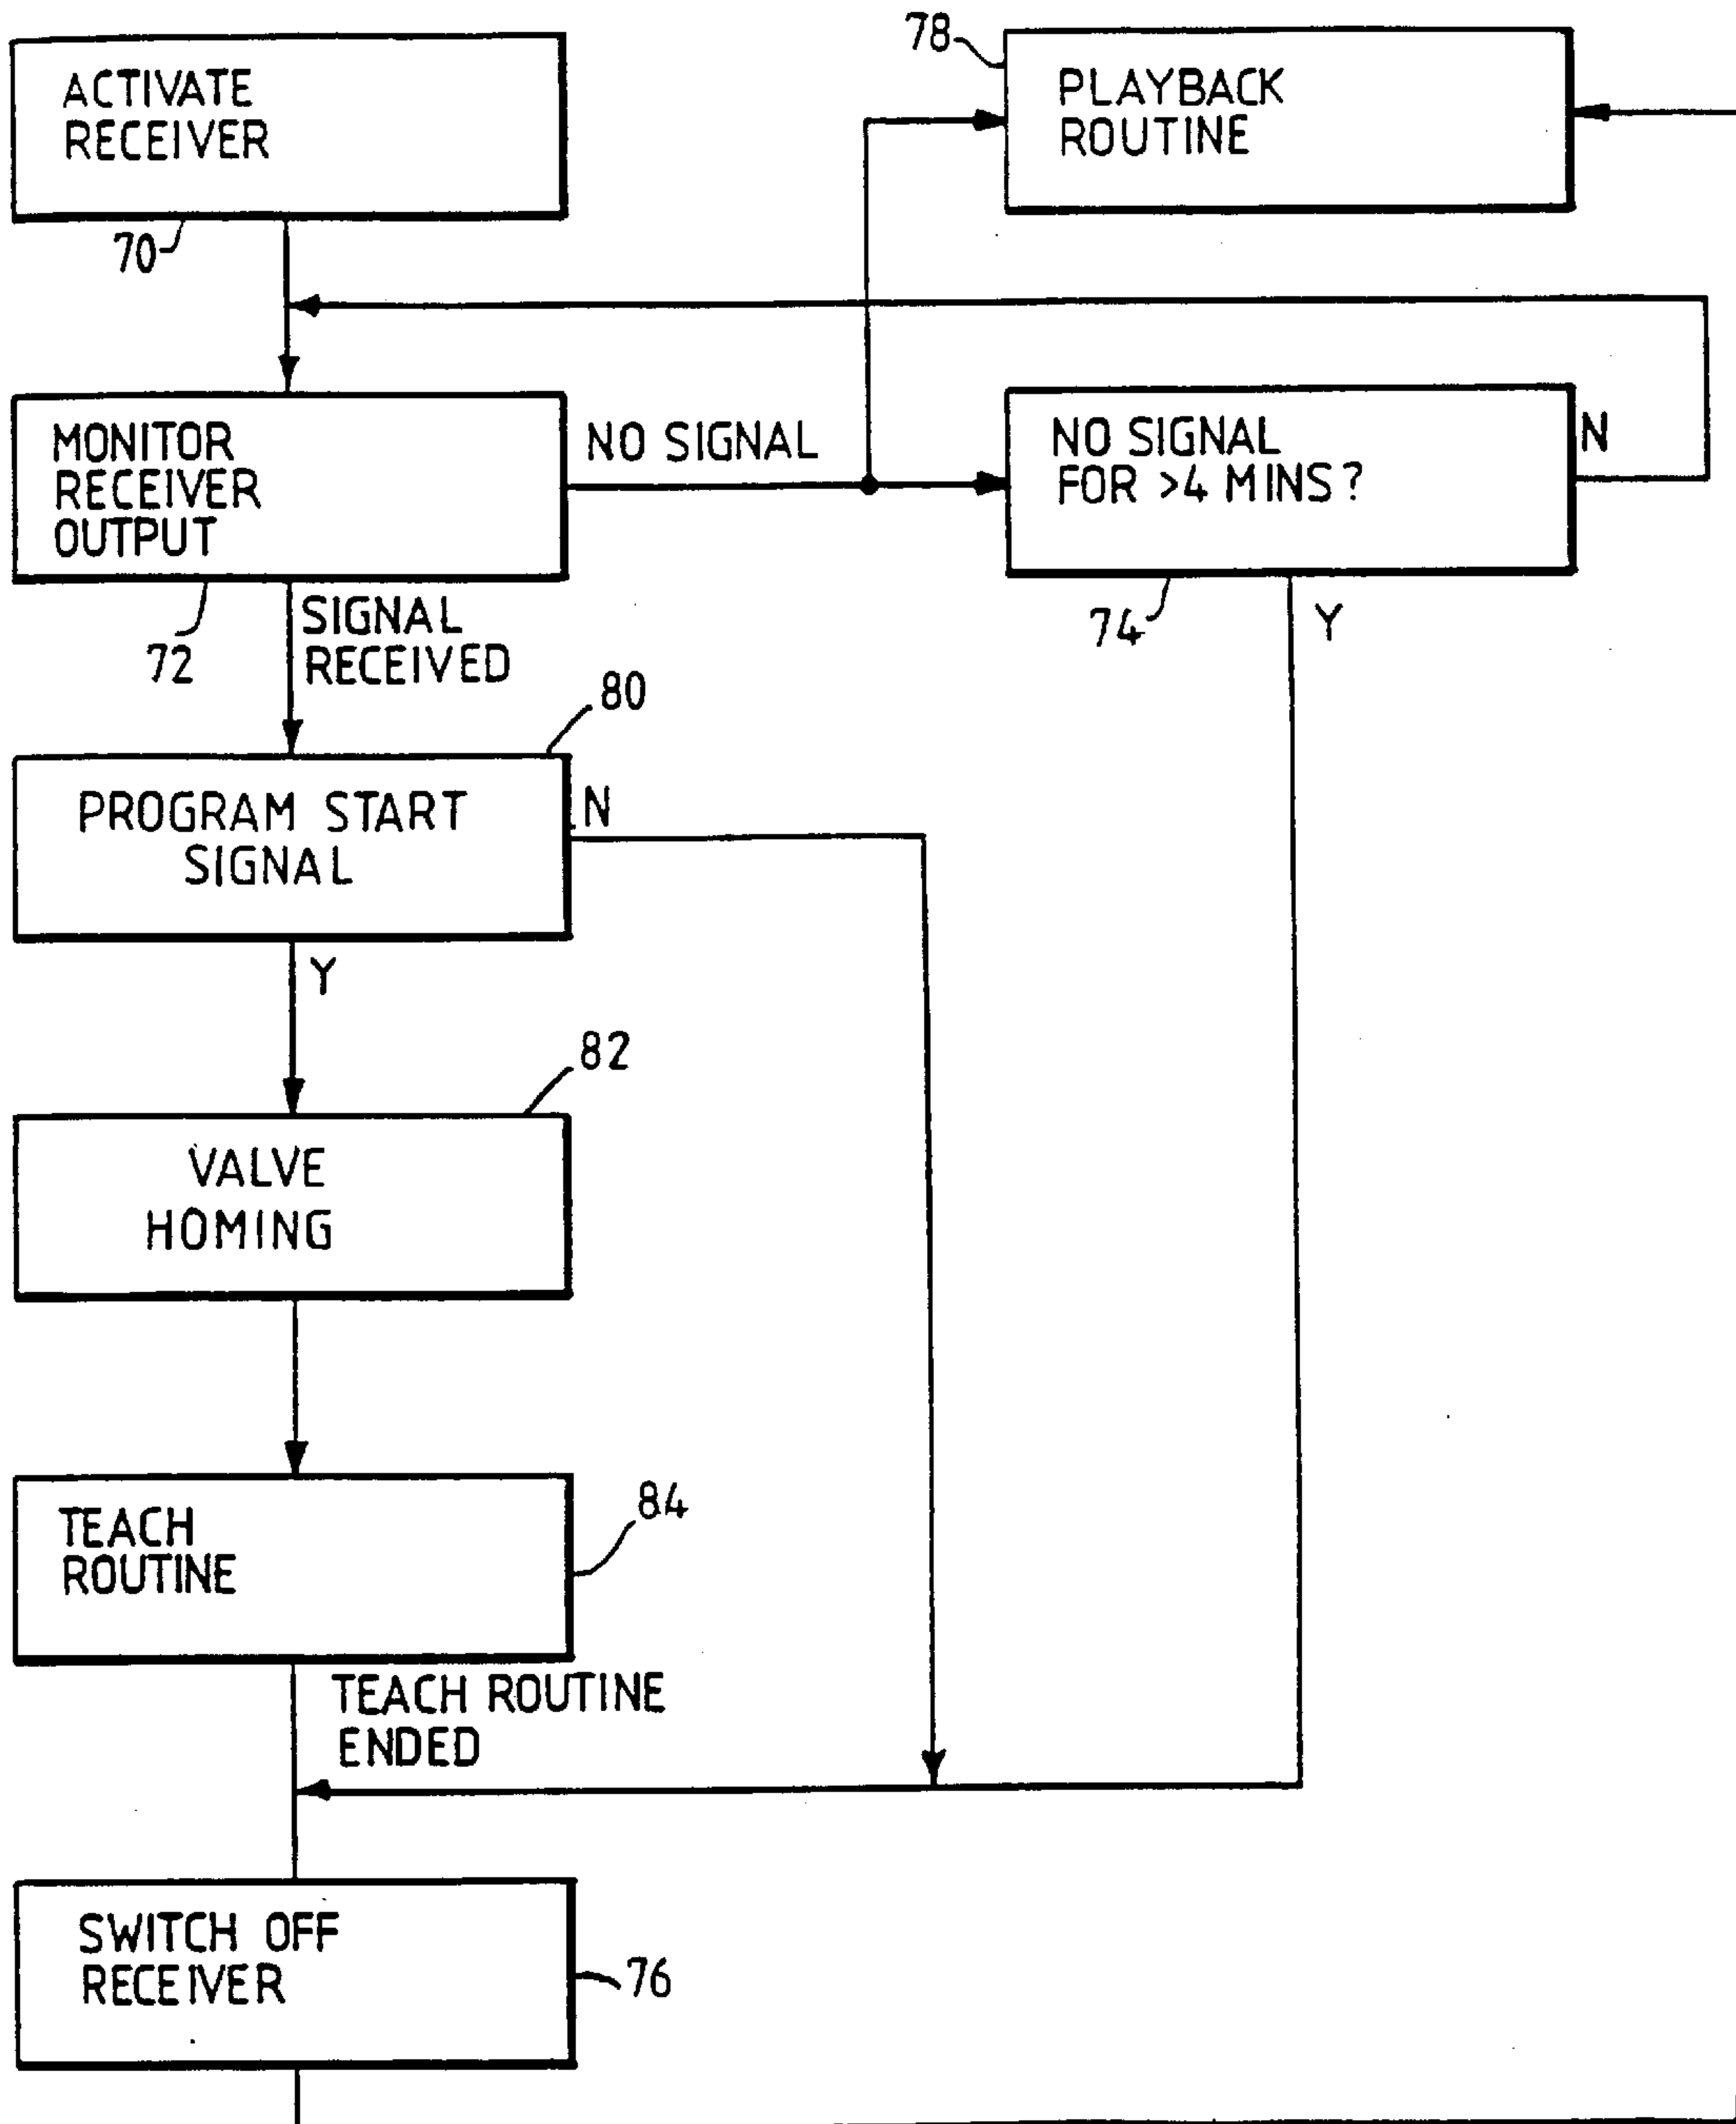 ACTIVATE
RECEIVER
70
78
PLAYBACK
ROUTINE
MONITOR
RECEIVER
OUTPUT
72
NO SIGNAL
NO SIGNAL
FOR >4 MINS?
N
74
Y
SIGNAL
RECEIVED
80
PROGRAM START
SIGNAL
N
Y
82
VALVE
HOMING
84
TEACH
ROUTINE
TEACH ROUTINE
ENDED
SWITCH OFF
RECEIVER
76